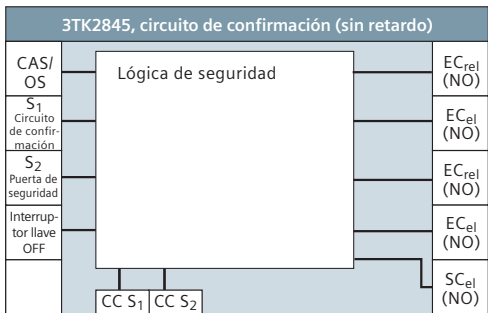 3TK2845, circuito de confirmación (sin retardo)
CAS/
OS
S1
Circuito
de confir-
mación
S2
Puerta de
seguridad
Interrup-
tor llave
OFF
Lógica de seguridad
CC S1
CC S2
ECrel
(NO)
ECel
(NO)
ECrel
(NO)
ECel
(NO)
SCel
(NO)